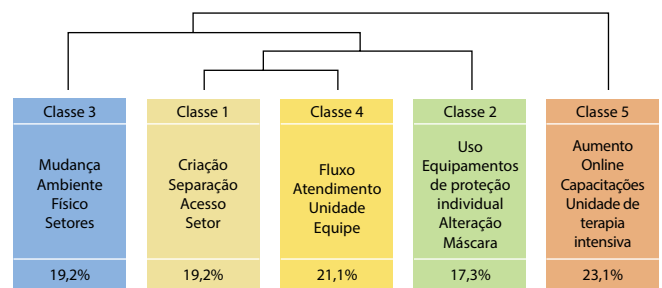 Classe 3
Mudança
Ambiente
Físico
Setores
19,2%
Classe 1
Criação
Separação
Acesso
Setor
19,2%
Classe 4
Fluxo
Atendimento
Unidade
Equipe
21,1%
Classe 2
Uso
Equipamentos
de proteção
individual
Alteração
Máscara
17,3%
Classe 5
Aumento
Online
Capacitações
Unidade de
terapia
intensiva
23,1%